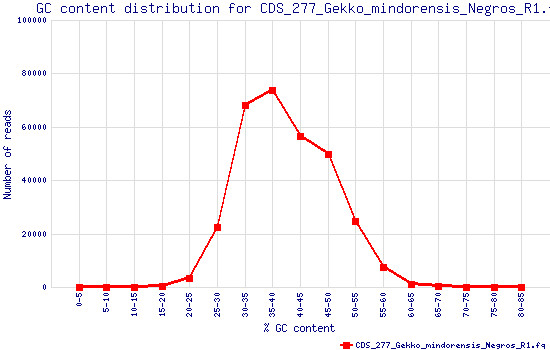 GC content distribution for CDS_277_Gekko_mindorensis_Negros_R1.f
100000
80000
60000
40000
20000
0
Number of reads
0-5 5-10 10-15 15-20 20-25 25-30 30-35 35-40 40-45 45-50 50-55 55-60 60-65 65-70 70-75 75-80 80-85
% GC content
CDS_277_Gekko_mindorensis_Negros_R1.fq